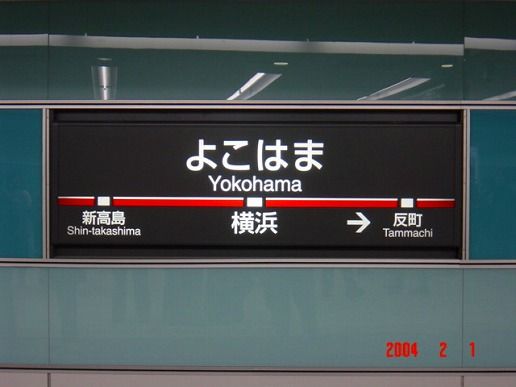 よこはま
Yokohama
新高島
Shin-takashima
横浜
→
反町
Tammachi
2004 2 1